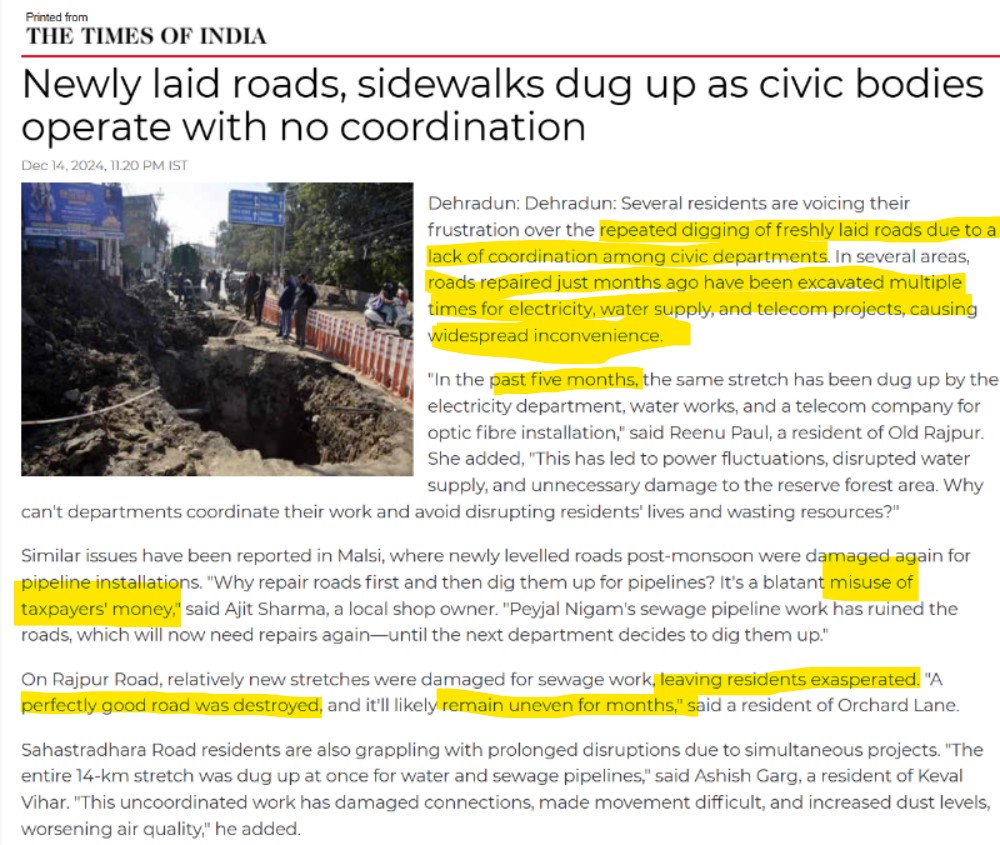 Printed from
THE TIMES OF INDIA
Newly laid roads, sidewalks dug up as civic bodies
operate with no coordination
Dec 14, 2024, 11.20 PM IST
Dehradun: Dehradun: Several residents are voicing their
frustration over the repeated digging of freshly laid roads due to a
lack of coordination among civic departments. In several areas,
roads repaired just months ago have been excavated multiple
times for electricity, water supply, and telecom projects, causing
widespread inconvenience.
"In the past five months, the same stretch has been dug up by the
electricity department, water works, and a telecom company for
optic fibre installation," said Reenu Paul, a resident of Old Rajpur.
She added, "This has led to power fluctuations, disrupted water
supply, and unnecessary damage to the reserve forest area. Why
can't departments coordinate their work and avoid disrupting residents' lives and wasting resources?"
Similar issues have been reported in Malsi, where newly levelled roads post-monsoon were damaged again for
pipeline installations. "Why repair roads first and then dig them up for pipelines? It's a blatant misuse of
taxpayers' money," said Ajit Sharma, a local shop owner. "Peyjal Nigam's sewage pipeline work has ruined the
roads, which will now need repairs again—until the next department decides to dig them up."
On Rajpur Road, relatively new stretches were damaged for sewage work, leaving residents exasperated. "A
perfectly good road was destroyed, and it'll likely remain uneven for months," said a resident of Orchard Lane.
Sahastradhara Road residents are also grappling with prolonged disruptions due to simultaneous projects. "The
entire 14-km stretch was dug up at once for water and sewage pipelines," said Ashish Garg, a resident of Keval
Vihar. "This uncoordinated work has damaged connections, made movement difficult, and increased dust levels,
worsening air quality," he added.